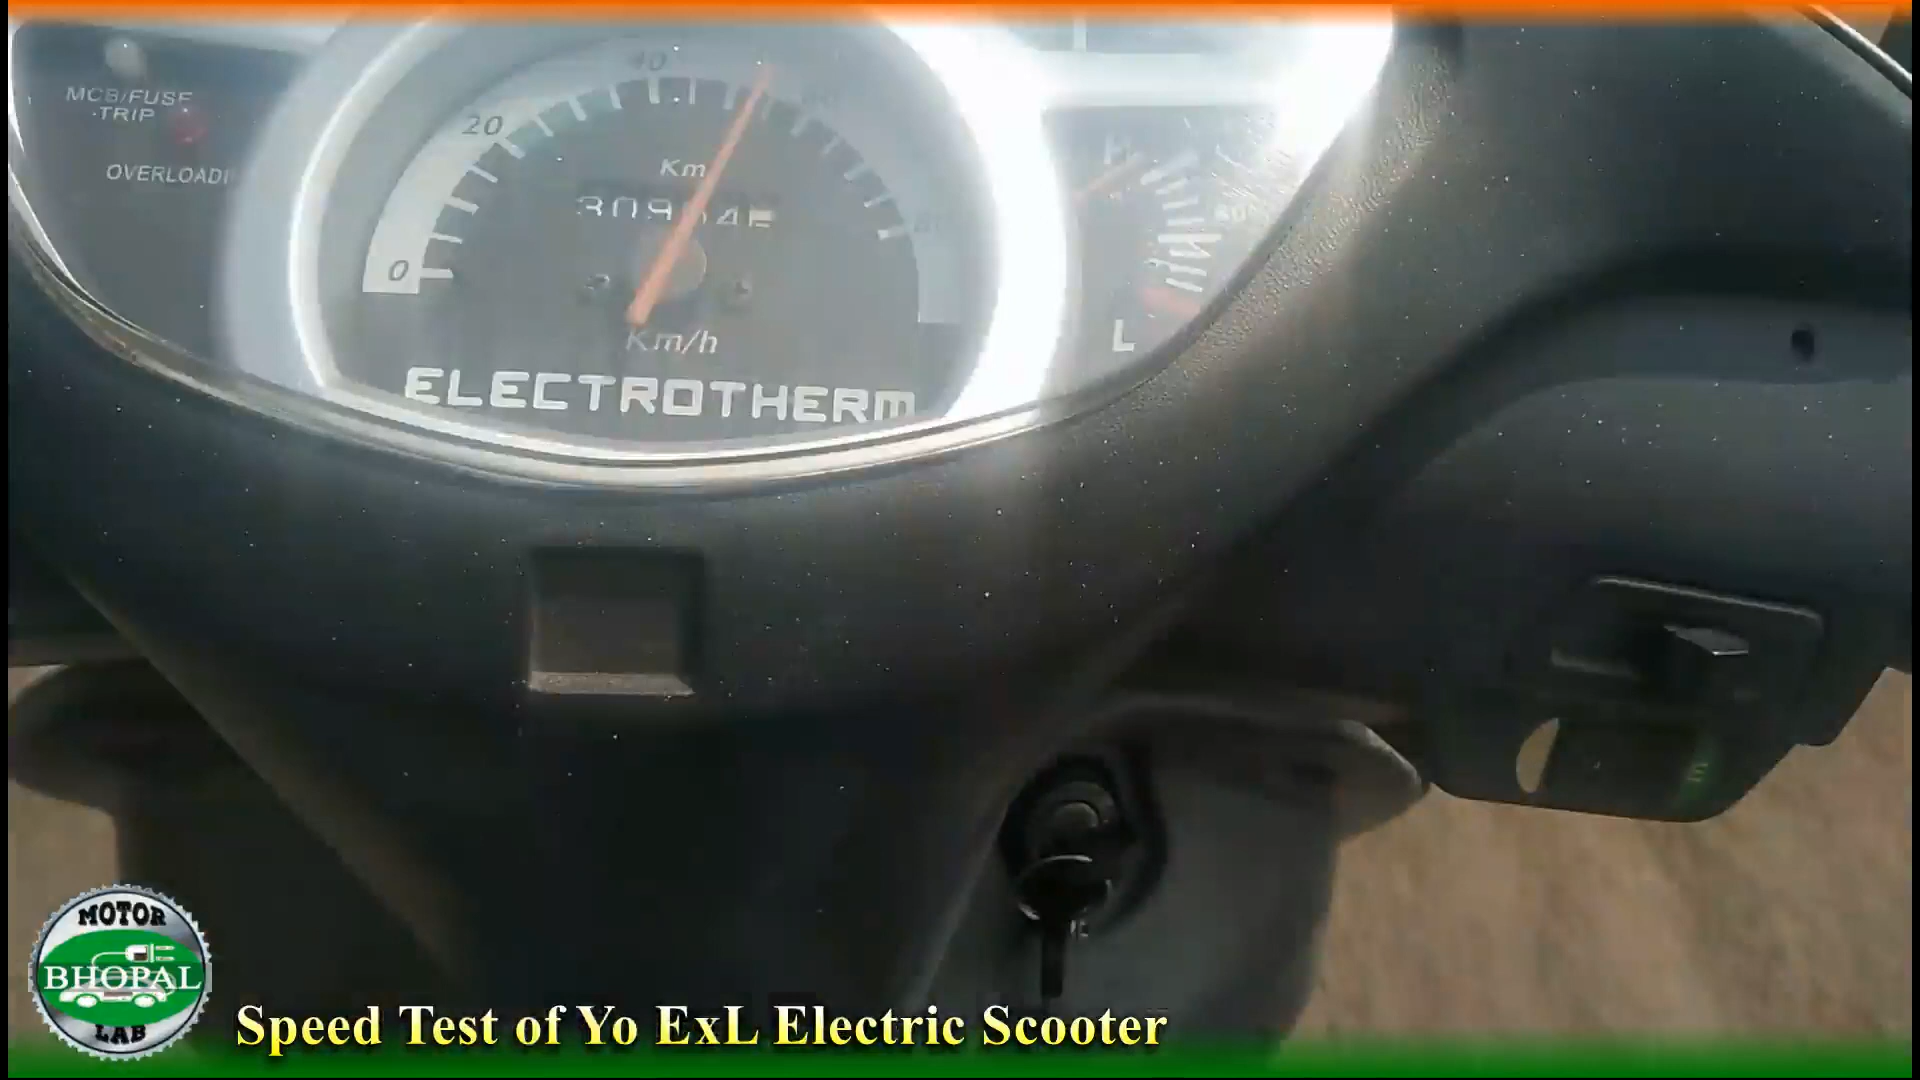 MCB/FUSE
TRIP
OVERLOADI
40
20
0
Km
Km/h
ELECTROTHERM
H
L
MOTOR
BHOPAL
LAB
Speed Test of Yo ExL Electric Scooter